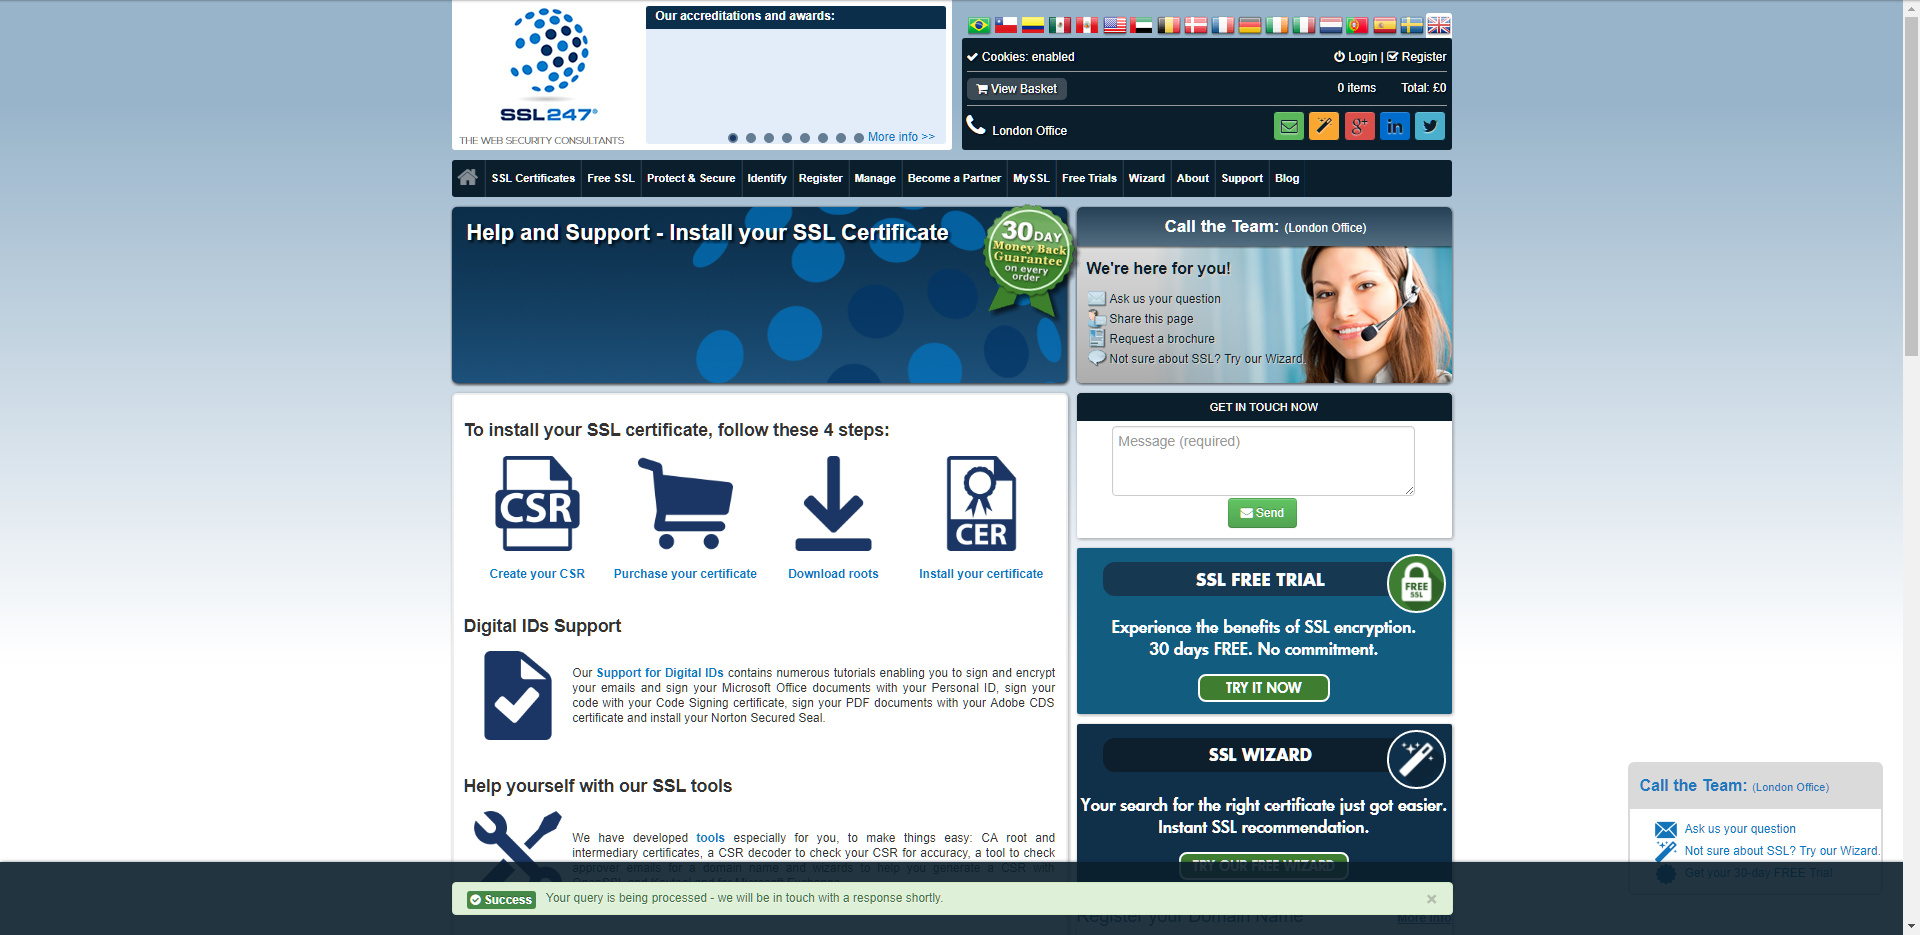 SSL247®
THE WEB SECURITY CONSULTANTS
Our accreditations and awards:
More info >>
Cookies: enabled
Login | Register
View Basket
0 items Total: £0
London Office
SSL Certificates Free SSL Protect & Secure Identify Register Manage Become a Partner MySSL Free Trials Wizard About Support Blog
Help and Support - Install your SSL Certificate
30 DAY
Money Back
Guarantee
on every
order
Call the Team: (London Office)
We're here for you!
Ask us your question
Share this page
Request a brochure
Not sure about SSL? Try our Wizard.
To install your SSL certificate, follow these 4 steps:
CSR
CER
Create your CSR Purchase your certificate Download roots Install your certificate
Digital IDs Support
Our Support for Digital IDs contains numerous tutorials enabling you to sign and encrypt
your emails and sign your Microsoft Office documents with your Personal ID, sign your
code with your Code Signing certificate, sign your PDF documents with your Adobe CDS
certificate and install your Norton Secured Seal.
Help yourself with our SSL tools
We have developed tools especially for you, to make things easy: CA root and
intermediary certificates, a CSR decoder to check your CSR for accuracy, a tool to check
approver emails for a domain name and wizards to help you generate a CSR with
GET IN TOUCH NOW
Message (required)
Send
SSL FREE TRIAL
FREE
SSL
Experience the benefits of SSL encryption.
30 days FREE. No commitment.
TRY IT NOW
SSL WIZARD
Your search for the right certificate just got easier.
Instant SSL recommendation.
TRY OUR FREE WIZARD
Register your Domain Name
More info
Call the Team: (London Office)
Ask us your question
Not sure about SSL? Try our Wizard.
Get your 30-day FREE Trial
Success Your query is being processed - we will be in touch with a response shortly. ×